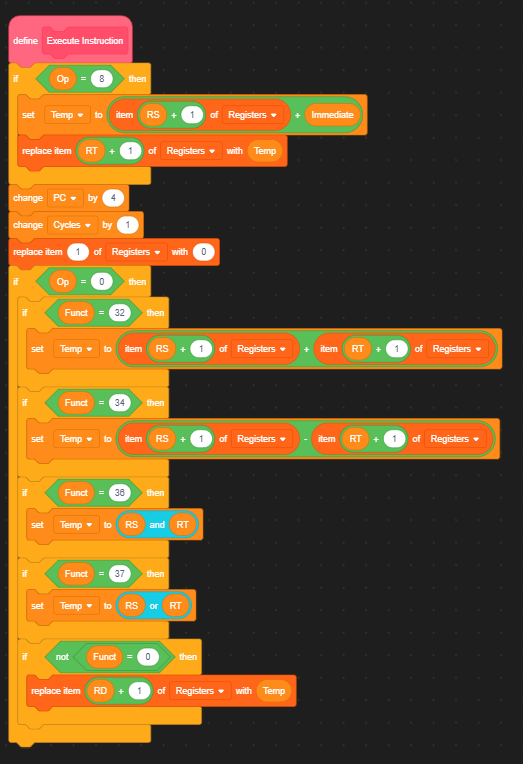 define Execute Instruction
if Op = 8 then
set Temp to item RS + 1 of Registers + Immediate
replace item RT + 1 of Registers with Temp
change PC by 4
change Cycles by 1
replace item 1 of Registers with 0
if Op = 0 then
if Funct = 32 then
set Temp to item RS + 1 of Registers + item RT + 1 of Registers
if Funct = 34 then
set Temp to item RS + 1 of Registers - item RT + 1 of Registers
if Funct = 36 then
set Temp to RS and RT
if Funct = 37 then
set Temp to RS or RT
if not Funct = 0 then
replace item RD + 1 of Registers with Temp